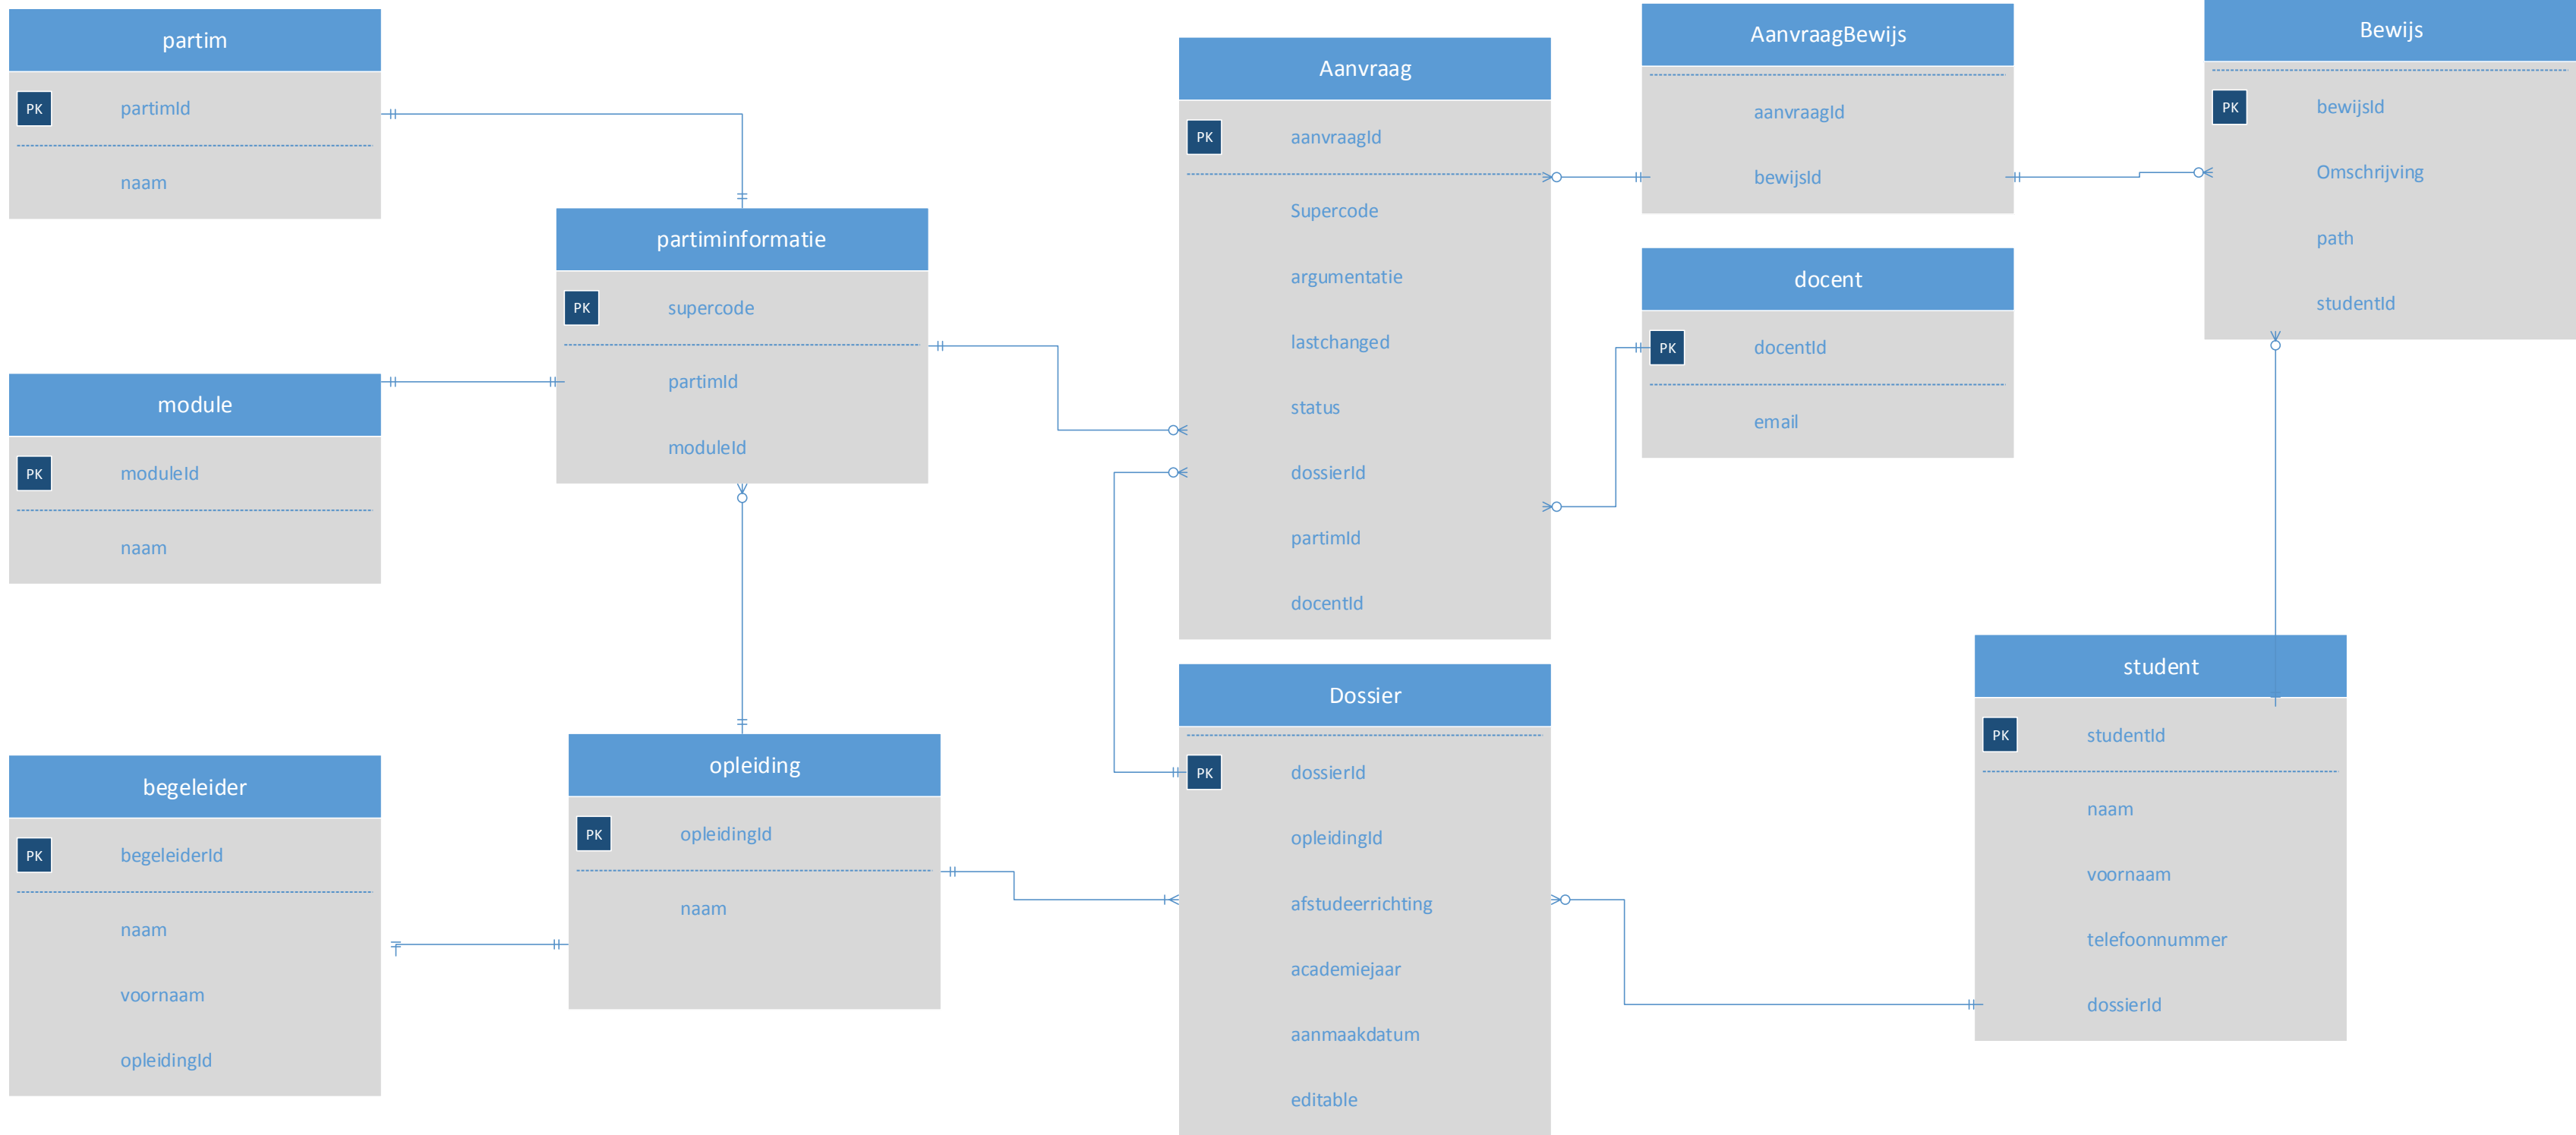 partim
PK partimId
naam
module
PK moduleId
naam
begeleider
PK begeleiderId
naam
voornaam
opleidingId
partiminformatie
PK supercode
partimId
moduleId
opleiding
PK opleidingId
naam
Aanvraag
PK aanvraagId
Supercode
argumentatie
lastchanged
status
dossierId
partimId
docentId
Dossier
PK dossierId
opleidingId
afstudeerrichting
academiejaar
aanmaakdatum
editable
AanvraagBewijs
aanvraagId
bewijsId
docent
PK docentId
email
Bewijs
PK bewijsId
Omschrijving
path
studentId
student
PK studentId
naam
voornaam
telefoonnummer
dossierId